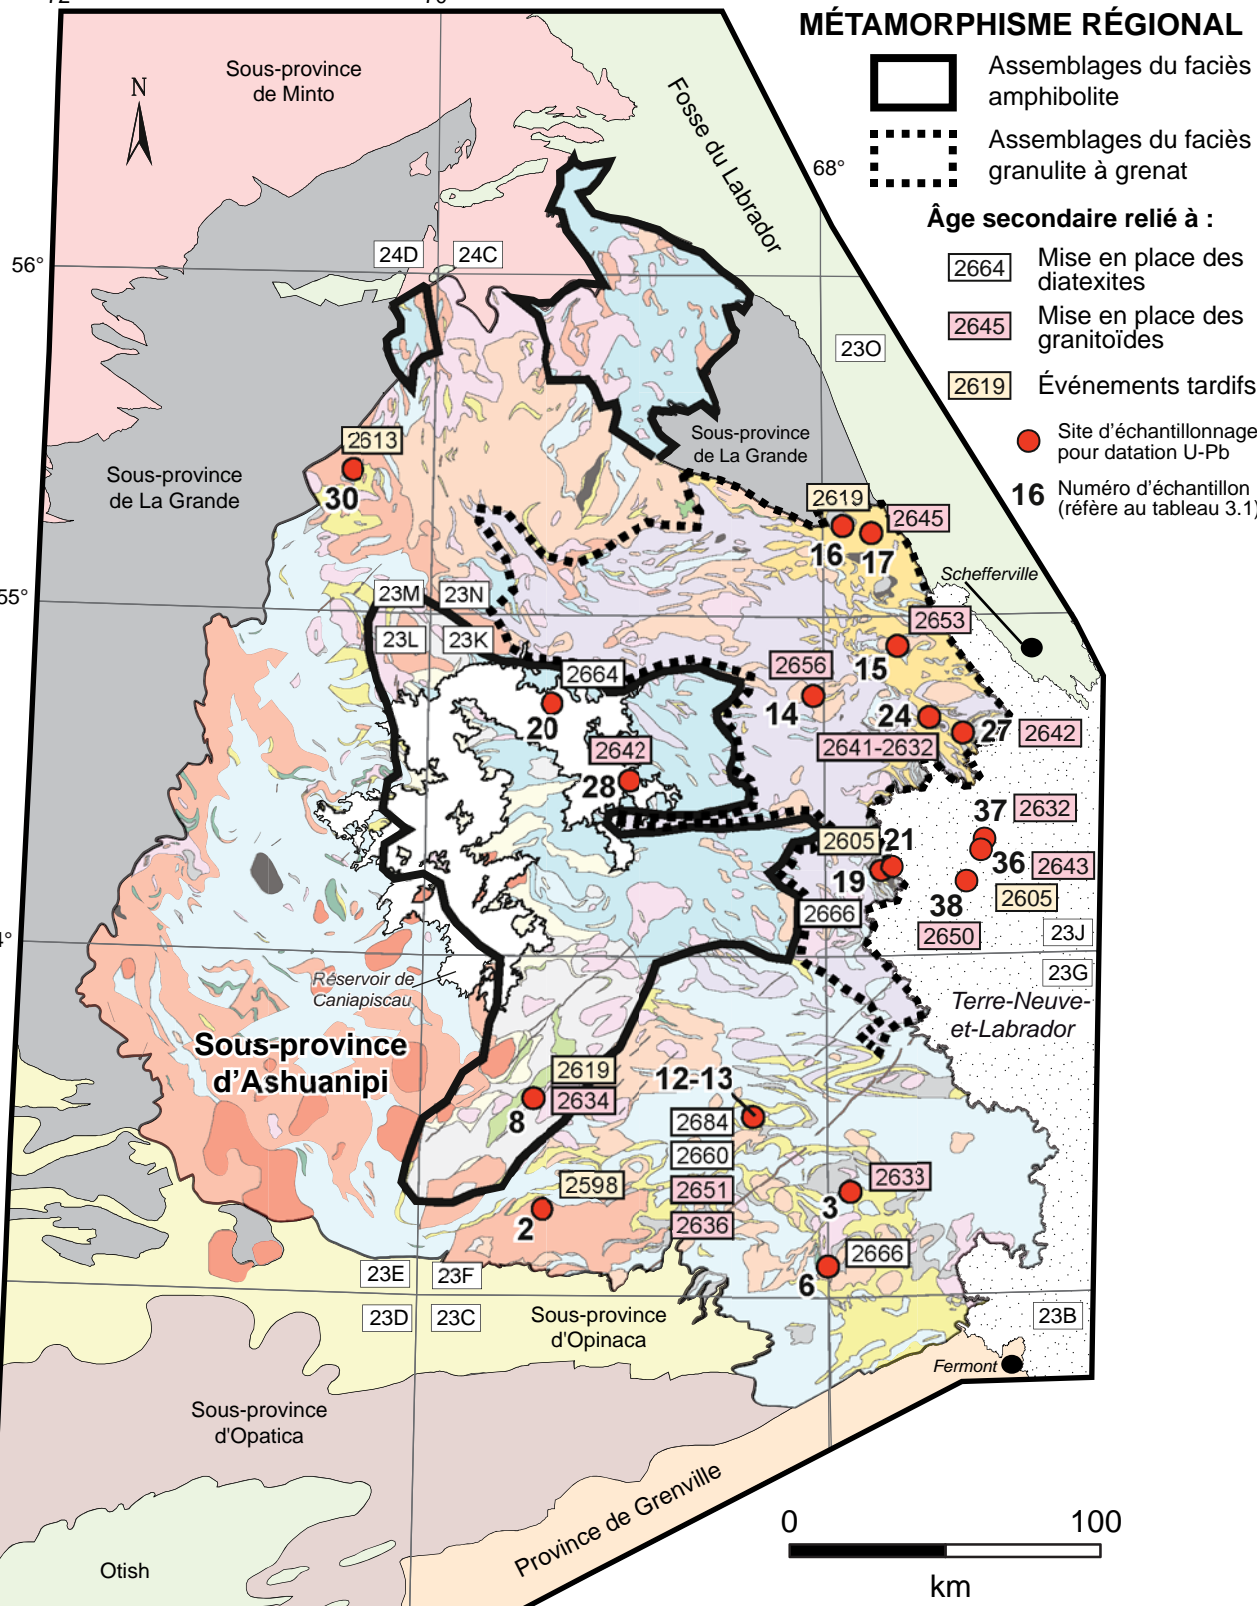 MÉTAMORPHISME RÉGIONAL
Assemblages du faciès
amphibolite
Assemblages du faciès
granulite à grenat
Âge secondaire relié à :
2664
Mise en place des
diatexites
2645
Mise en place des
granitoïdes
2619
Événements tardifs
Site d'échantillonnage
pour datation U-Pb
16
Numéro d'échantillon
(réfère au tableau 3.1)
N
Sous-province
de Minto
Fosse du Labrador
68°
56°
24D
24C
23O
Sous-province
de La Grande
Sous-province
de La Grande
2613
30
2619
2645
16
17
Schefferville
55°
23M
23N
23L
23K
2653
15
2664
20
2656
14
24
27
2642
2641-2632
2642
28
37
2632
2605
21
19
36
2643
38
2605
2666
2650
23J
23G
Réservoir de
Caniapiscau
Terre-Neuve-
et-Labrador
Sous-province
d'Ashuanipi
2619
2634
8
12-13
2684
2660
2651
2636
2598
2
2633
3
2666
6
23E
23F
23D
23C
23B
Sous-province
d'Opinaca
Fermont
Sous-province
d'Opatica
Province de Grenville
Otish
0
100
km